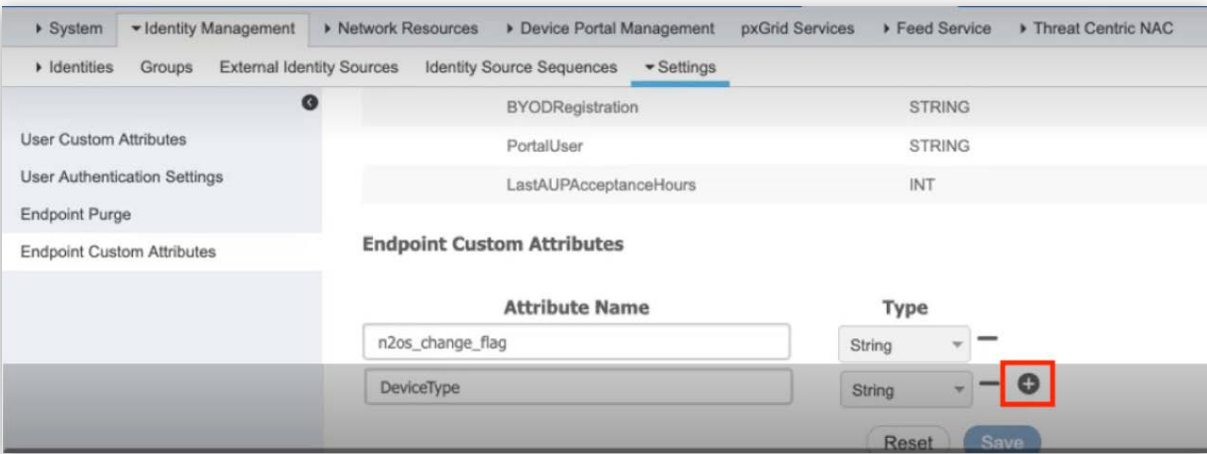 System Identity Management Network Resources Device Portal Management pxGrid Services Feed Service Threat Centric NAC
Identities Groups External Identity Sources Identity Source Sequences Settings
User Custom Attributes
User Authentication Settings
Endpoint Purge
Endpoint Custom Attributes
BYODRegistration STRING
PortalUser STRING
LastAUPAcceptanceHours INT
Endpoint Custom Attributes
Attribute Name Type
n2os_change_flag String
DeviceType String
Reset Save